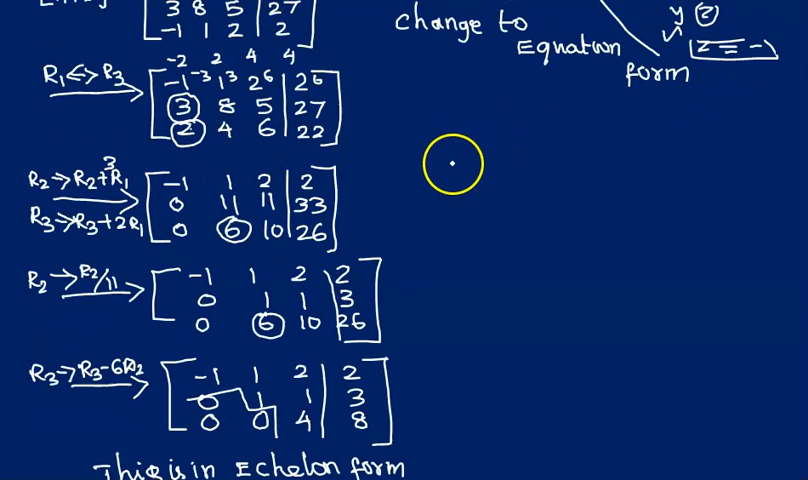 3 8 5 | 27
-1 1 2 | 2
change to
Equation
form
y ②
z = -
-2 2 4 4
R₁ <-> R₃
-1 ⁻³ 1 ³ 2 ⁶ | 2 ⁶
3 8 5 | 27
2 4 6 | 22
3
R₂ -> R₂ + R₁
R₃ -> R₃ + 2R₁
-1 1 2 | 2
0 11 11 | 33
0 6 10 | 26
R₂ -> R₂/11
-1 1 2 | 2
0 1 1 | 3
0 6 10 | 26
R₃ -> R₃ - 6R₂
-1 1 2 | 2
0 1 1 | 3
0 0 4 | 8
This is in Echelon form